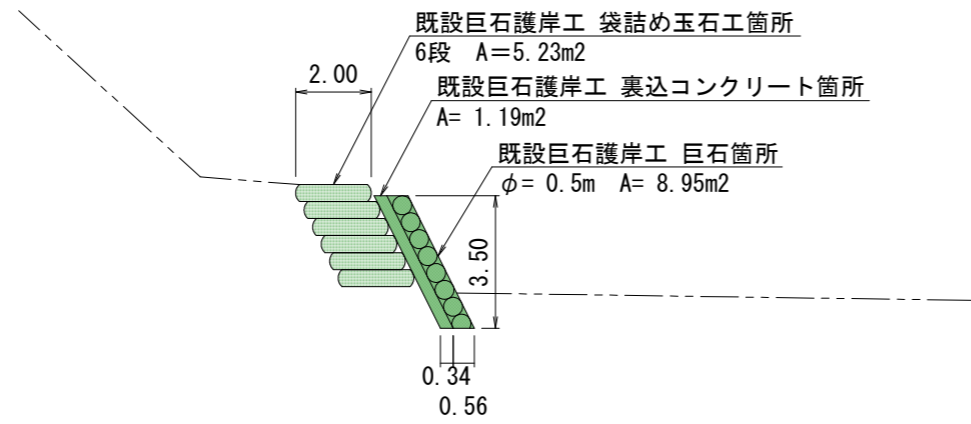 既設巨石護岸工 袋詰め玉石工箇所
6段 A=5.23m2
2.00
既設巨石護岸工 裏込コンクリート箇所
A= 1.19m2
既設巨石護岸工 巨石箇所
φ= 0.5m A= 8.95m2
3.50
0.34
0.56